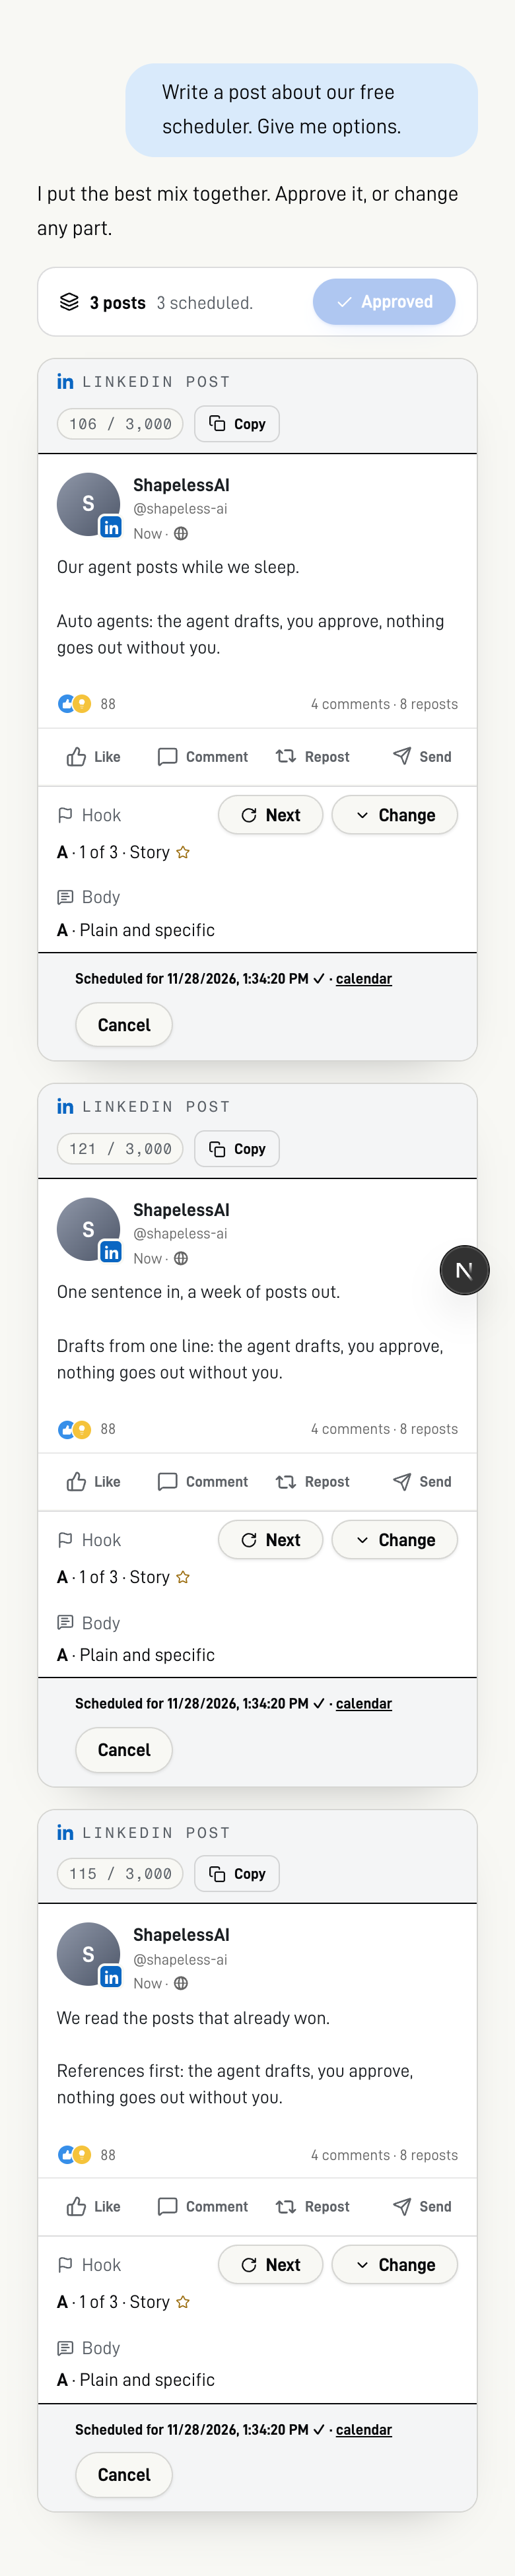 Write a post about our free
scheduler. Give me options.
I put the best mix together. Approve it, or change
any part.
3 posts 3 scheduled. Approved
in LINKEDIN POST
106 / 3,000 Copy
S
in
ShapelessAI
@shapeless-ai
Now ·
Our agent posts while we sleep.
Auto agents: the agent drafts, you approve, nothing
goes out without you.
88 4 comments · 8 reposts
Like Comment Repost Send
Hook Next Change
A · 1 of 3 · Story
Body
A · Plain and specific
Scheduled for 11/28/2026, 1:34:20 PM ✓ · calendar
Cancel
in LINKEDIN POST
121 / 3,000 Copy
S
in
ShapelessAI
@shapeless-ai
Now ·
N
One sentence in, a week of posts out.
Drafts from one line: the agent drafts, you approve,
nothing goes out without you.
88 4 comments · 8 reposts
Like Comment Repost Send
Hook Next Change
A · 1 of 3 · Story
Body
A · Plain and specific
Scheduled for 11/28/2026, 1:34:20 PM ✓ · calendar
Cancel
in LINKEDIN POST
115 / 3,000 Copy
S
in
ShapelessAI
@shapeless-ai
Now ·
We read the posts that already won.
References first: the agent drafts, you approve,
nothing goes out without you.
88 4 comments · 8 reposts
Like Comment Repost Send
Hook Next Change
A · 1 of 3 · Story
Body
A · Plain and specific
Scheduled for 11/28/2026, 1:34:20 PM ✓ · calendar
Cancel